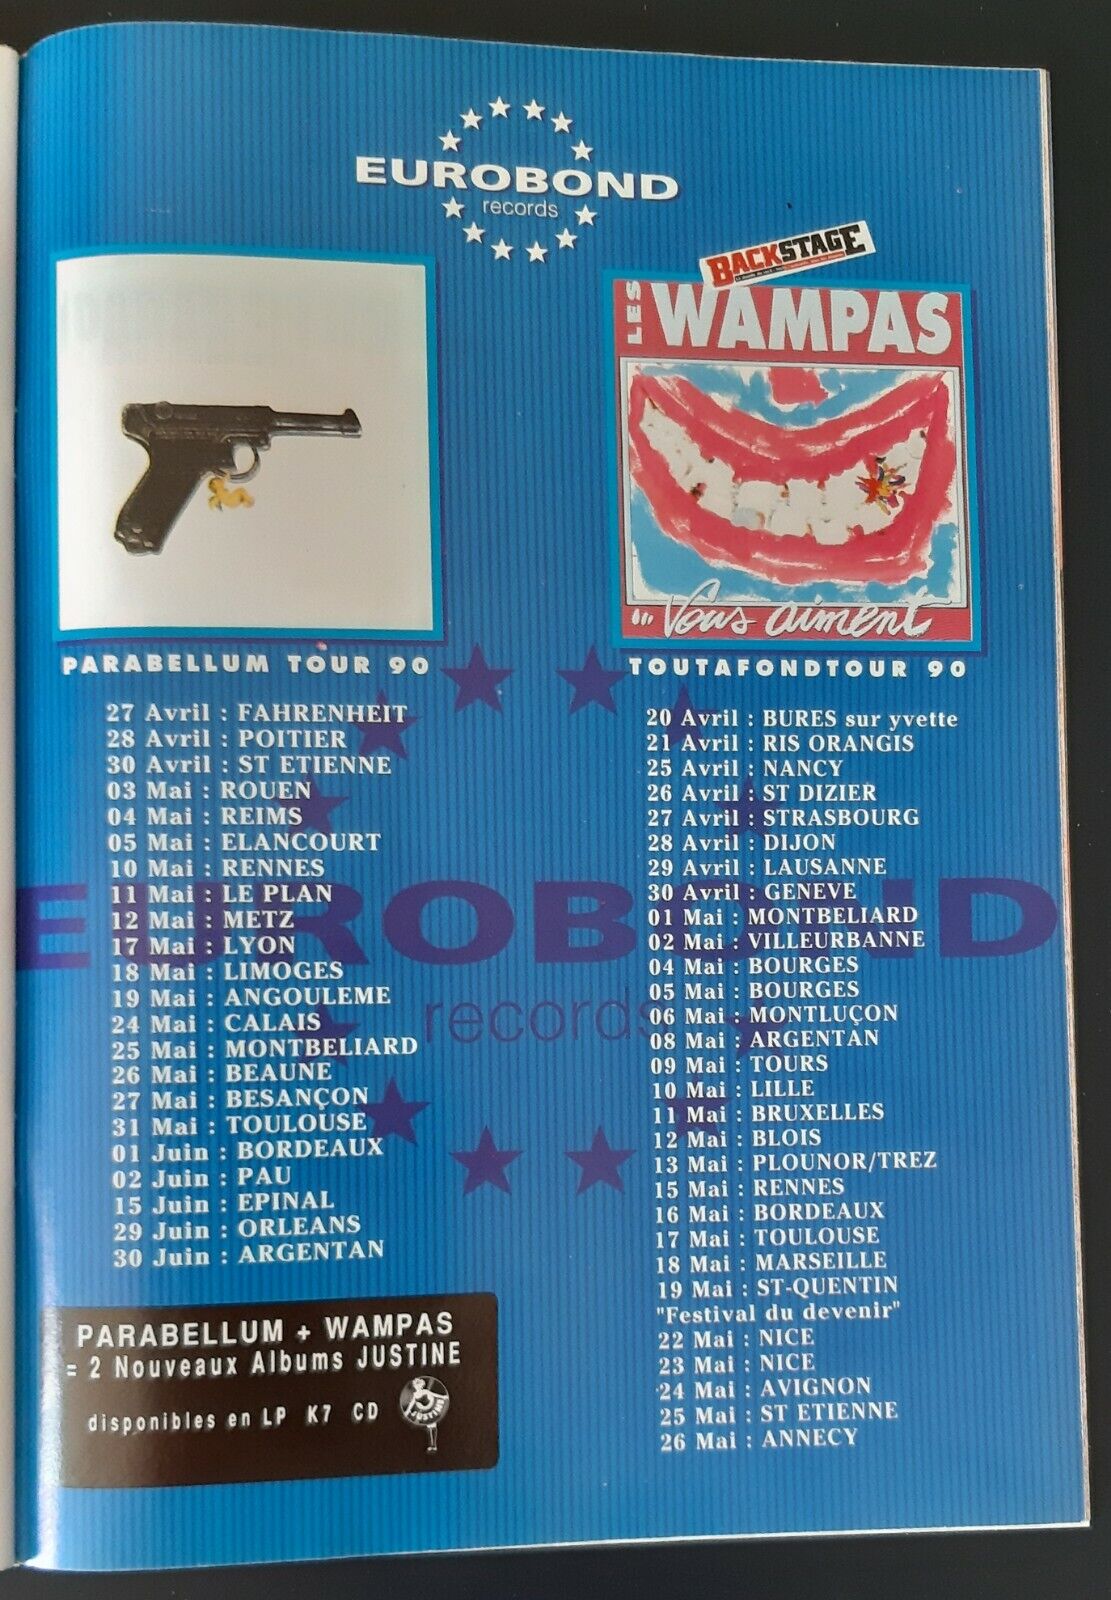 EUROBOND
records
BACKSTAGE
LES
WAMPAS
... Vous aiment
PARABELLUM TOUR 90
27 Avril : FAHRENHEIT
28 Avril : POITIER
30 Avril : ST ETIENNE
03 Mai : ROUEN
04 Mai : REIMS
05 Mai : ELANCOURT
10 Mai : RENNES
11 Mai : LE PLAN
12 Mai : METZ
17 Mai : LYON
18 Mai : LIMOGES
19 Mai : ANGOULEME
24 Mai : CALAIS
25 Mai : MONTBELIARD
26 Mai : BEAUNE
27 Mai : BESANÇON
31 Mai : TOULOUSE
01 Juin : BORDEAUX
02 Juin : PAU
15 Juin : EPINAL
29 Juin : ORLEANS
30 Juin : ARGENTAN
PARABELLUM + WAMPAS
= 2 Nouveaux Albums JUSTINE
disponibles en LP K7 CD
JUSTINE
TOUTAFONDTOUR 90
20 Avril : BURES sur yvette
21 Avril : RIS ORANGIS
25 Avril : NANCY
26 Avril : ST DIZIER
27 Avril : STRASBOURG
28 Avril : DIJON
29 Avril : LAUSANNE
30 Avril : GENEVE
01 Mai : MONTBELIARD
02 Mai : VILLEURBANNE
04 Mai : BOURGES
05 Mai : BOURGES
06 Mai : MONTLUÇON
08 Mai : ARGENTAN
09 Mai : TOURS
10 Mai : LILLE
11 Mai : BRUXELLES
12 Mai : BLOIS
13 Mai : PLOUNOR/TREZ
15 Mai : RENNES
16 Mai : BORDEAUX
17 Mai : TOULOUSE
18 Mai : MARSEILLE
19 Mai : ST-QUENTIN
"Festival du devenir"
22 Mai : NICE
23 Mai : NICE
24 Mai : AVIGNON
25 Mai : ST ETIENNE
26 Mai : ANNECY
EUROBOND
records